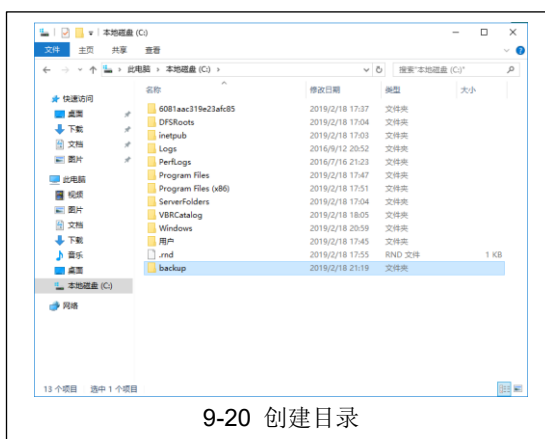 本地磁盘 (C:)
文件 主页 共享 查看
此电脑 › 本地磁盘 (C:) › 搜索"本地磁盘 (C:)"
名称 修改日期 类型 大小
快速访问
桌面
下载
文档
图片
此电脑
视频
图片
文档
下载
音乐
桌面
本地磁盘 (C:)
网络
6081aac319e23afc85 2019/2/18 17:37 文件夹
DFSRoots 2019/2/18 17:04 文件夹
inetpub 2019/2/18 17:03 文件夹
Logs 2016/9/12 20:52 文件夹
PerfLogs 2016/7/16 21:23 文件夹
Program Files 2019/2/18 17:47 文件夹
Program Files (x86) 2019/2/18 17:51 文件夹
ServerFolders 2019/2/18 17:04 文件夹
VBRCatalog 2019/2/18 18:05 文件夹
Windows 2019/2/18 20:59 文件夹
用户 2019/2/18 17:45 文件夹
.rnd 2019/2/18 17:55 RND 文件 1 KB
backup 2019/2/18 21:19 文件夹
13 个项目 选中 1 个项目
9-20 创建目录